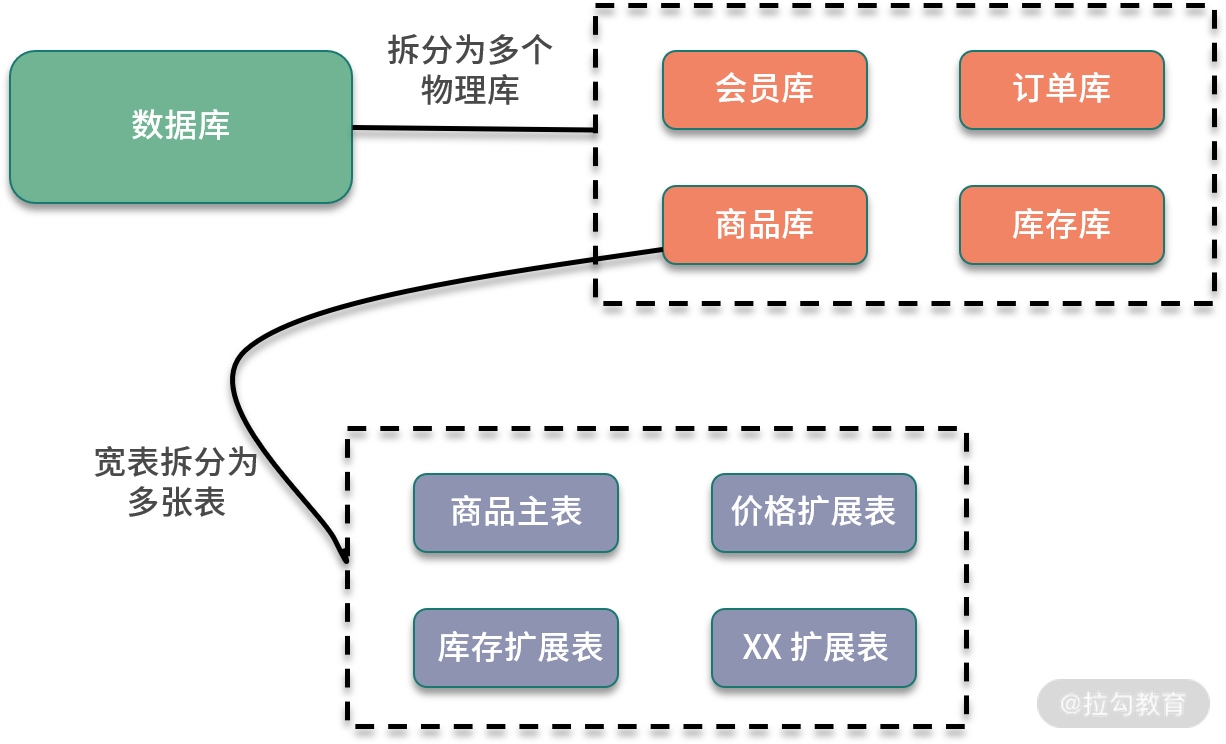 数据库
拆分为多个
物理库
会员库
订单库
商品库
库存库
宽表拆分为
多张表
商品主表
价格扩展表
库存扩展表
XX 扩展表
@拉勾教育